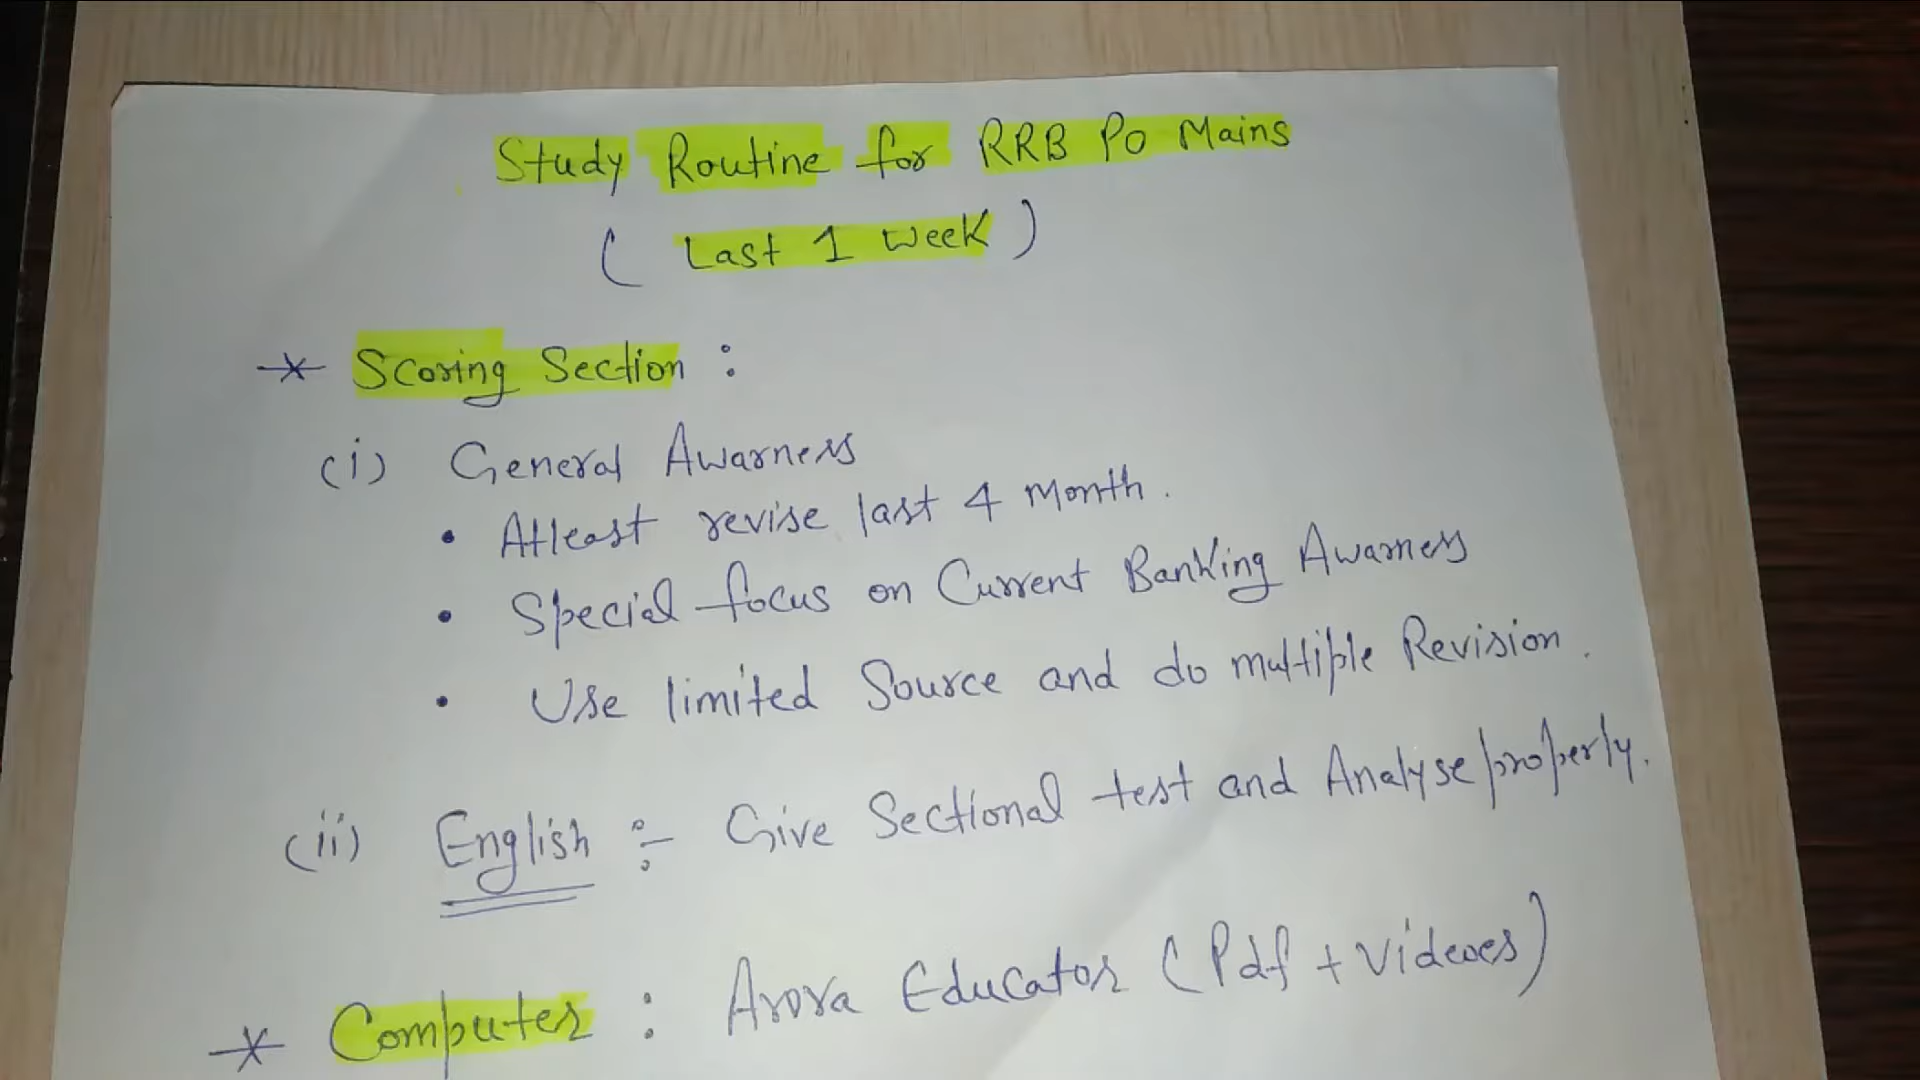 Study Routine for RRB PO Mains
( Last 1 Week )
* Scoring Section :
(i) General Awarness
• Atleast revise last 4 Month.
• Special focus on Current Banking Awarness
• Use limited Source and do multiple Revision.
(ii) English :- Give Sectional test and Analyse properly.
* Computer : Arora Educator (Pdf + Videoes)